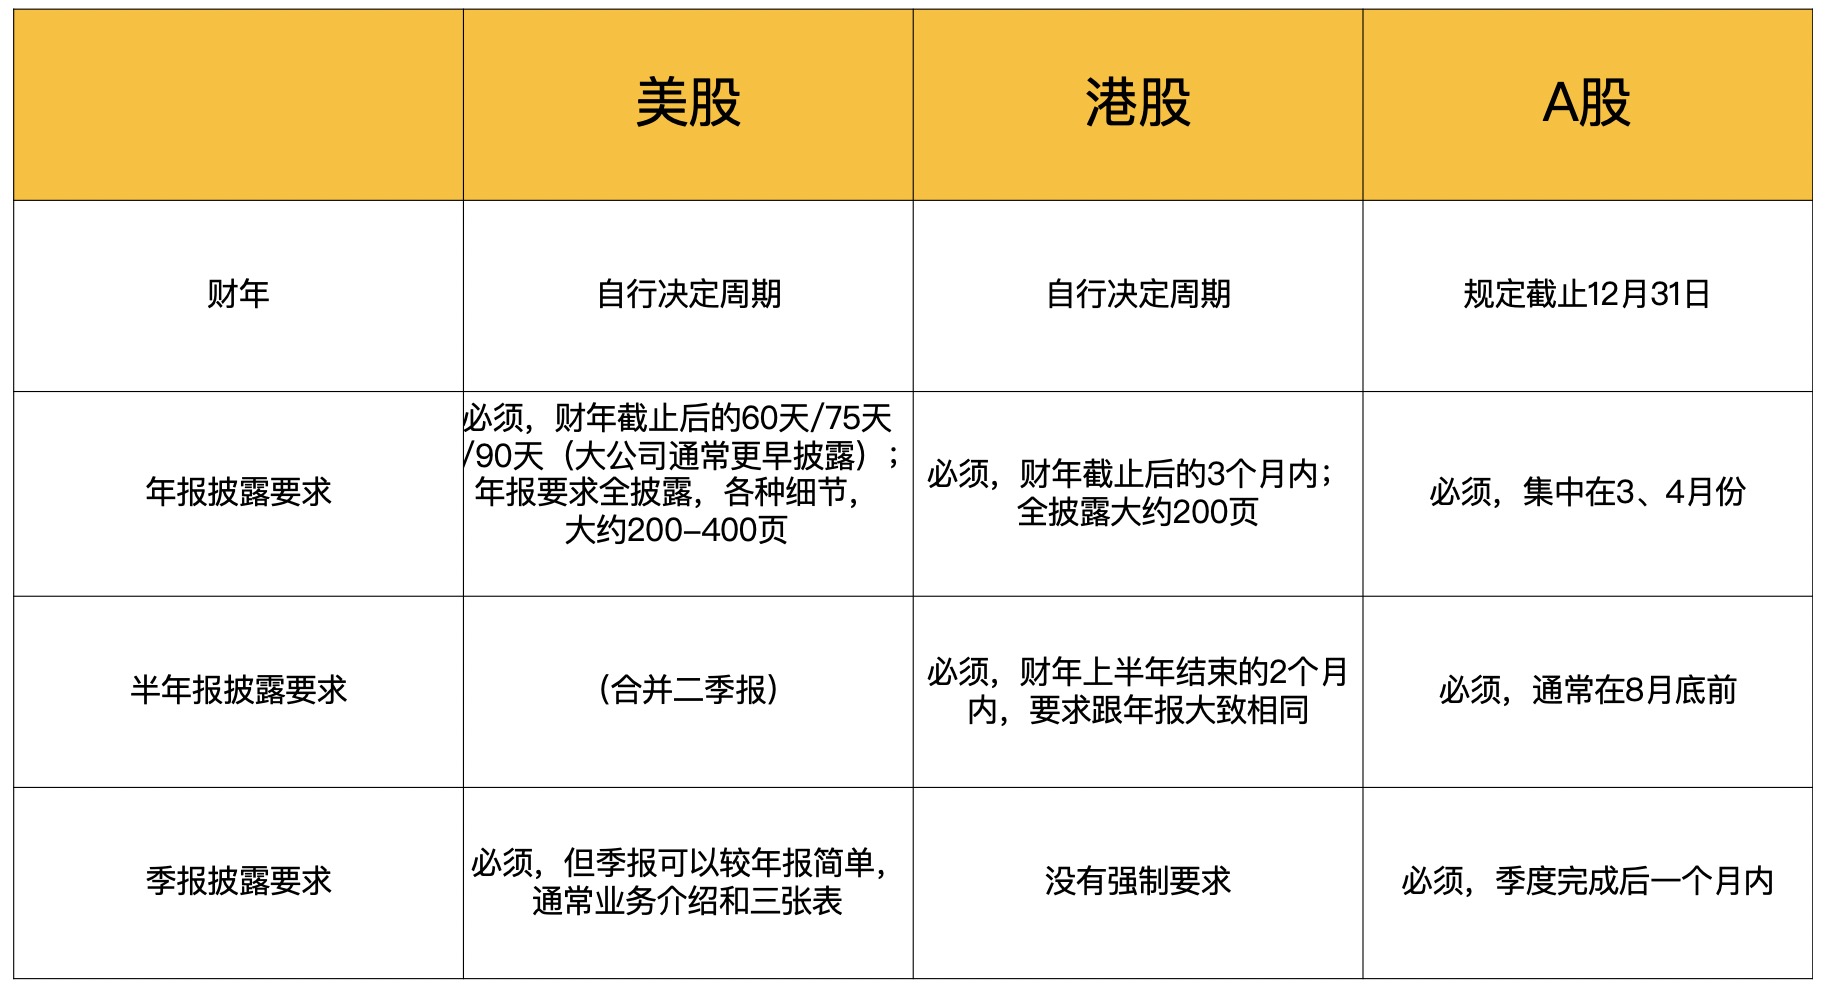 美股
港股
A股
财年
自行决定周期
自行决定周期
规定截止12月31日
年报披露要求
必须，财年截止后的60天/75天
/90天（大公司通常更早披露）；
年报要求全披露，各种细节，
大约200-400页
必须，财年截止后的3个月内；
全披露大约200页
必须，集中在3、4月份
半年报披露要求
（合并二季报）
必须，财年上半年结束的2个月
内，要求跟年报大致相同
必须，通常在8月底前
季报披露要求
必须，但季报可以较年报简单，
通常业务介绍和三张表
没有强制要求
必须，季度完成后一个月内